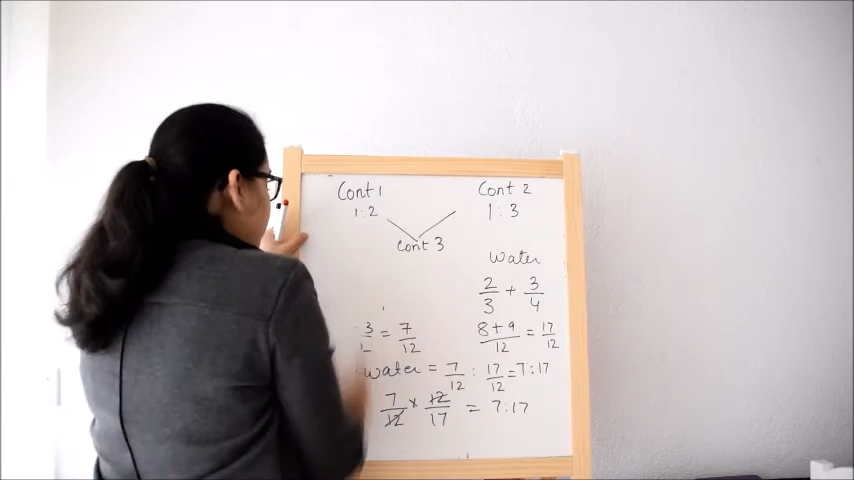 Cont 1 Cont 2
1:2 1:3
Cont 3
Water
2/3 + 3/4
3/ = 7/12 8+9/12 = 17/12
water = 7/12 : 17/12 = 7:17
7/12 × 12/17 = 7:17